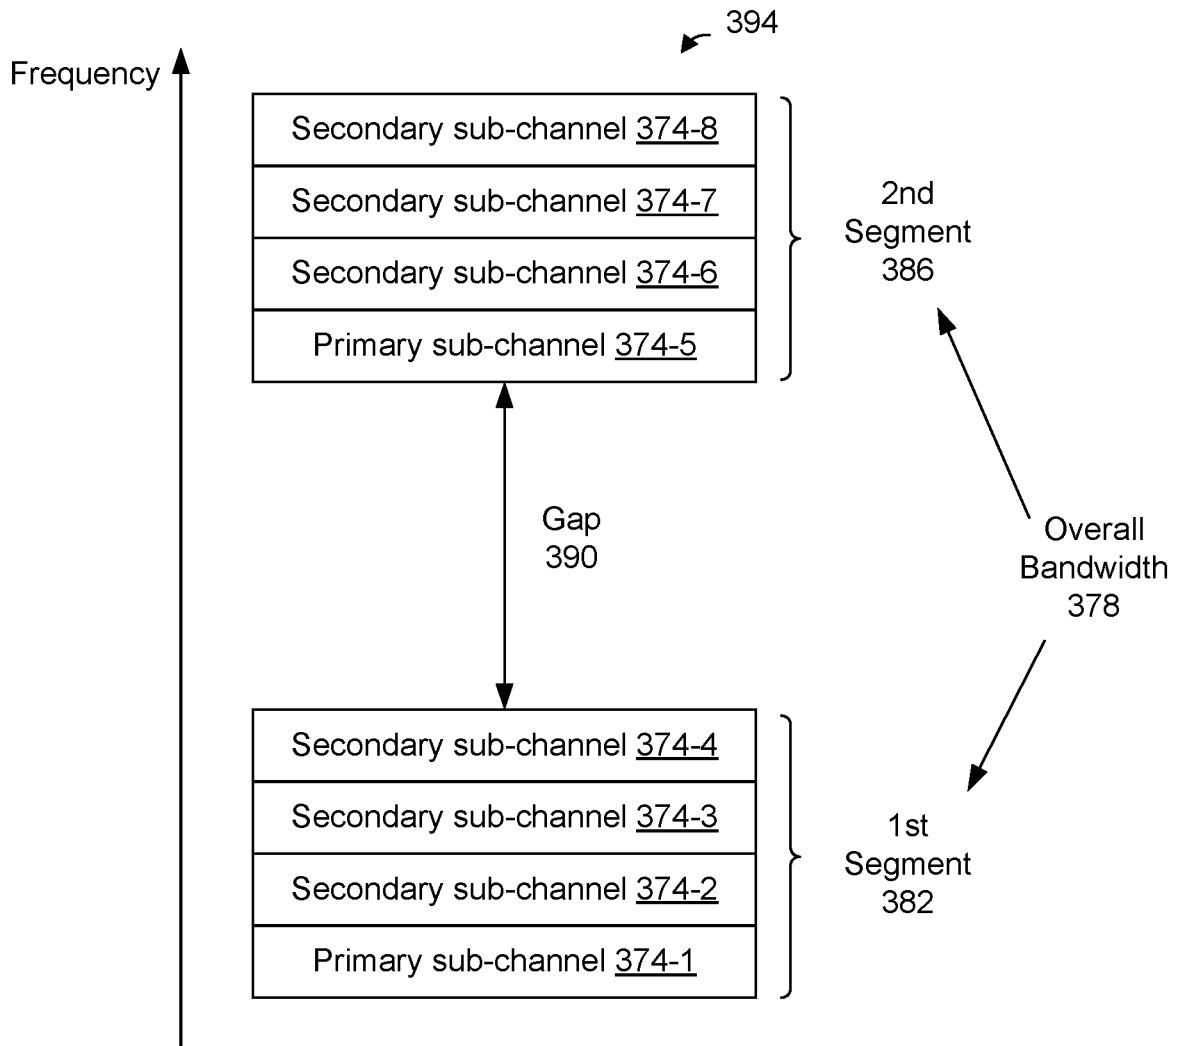 394
Frequency
Secondary sub-channel 374-8
Secondary sub-channel 374-7
Secondary sub-channel 374-6
Primary sub-channel 374-5
2nd
Segment
386
Gap
390
Overall
Bandwidth
378
Secondary sub-channel 374-4
Secondary sub-channel 374-3
Secondary sub-channel 374-2
Primary sub-channel 374-1
1st
Segment
382